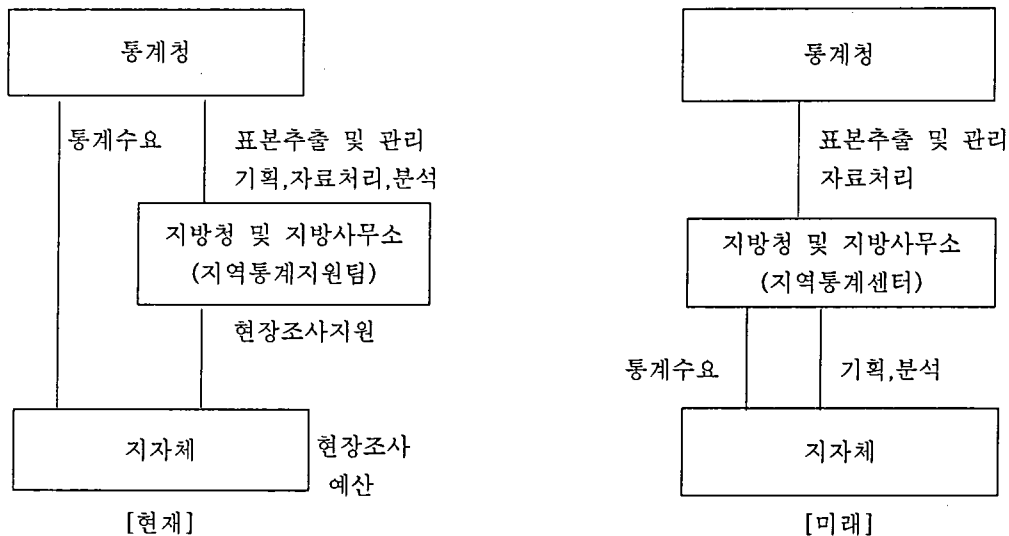 통계청
통계수요
표본추출 및 관리
기획,자료처리,분석
지방청 및 지방사무소
(지역통계지원팀)
현장조사지원
지자체
현장조사
예산
[현재]
통계청
표본추출 및 관리
자료처리
지방청 및 지방사무소
(지역통계센터)
통계수요
기획,분석
지자체
[미래]